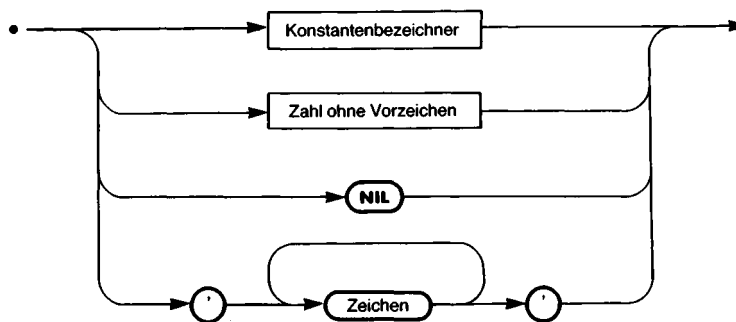 Konstantenbezeichner
Zahl ohne Vorzeichen
NIL
' Zeichen '